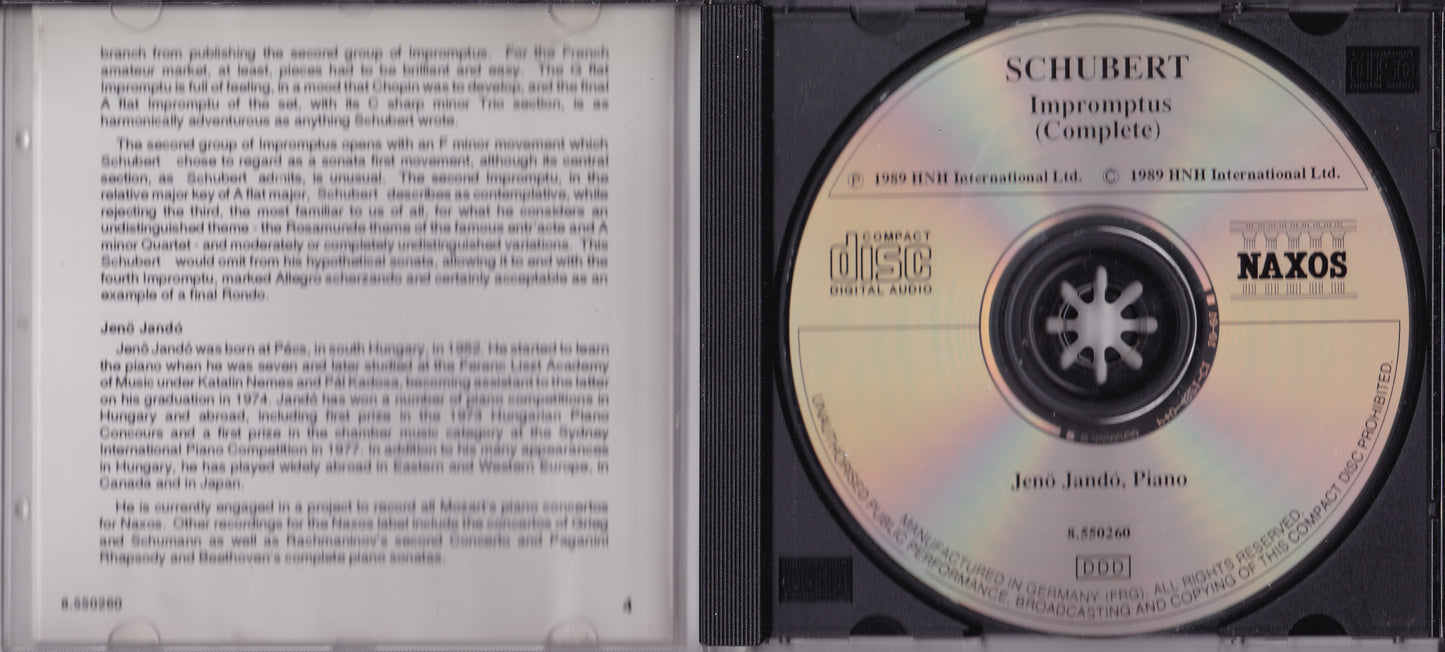 branch from publishing the second group of Impromptus. For the French
amateur market, at least, pieces had to be brilliant and easy. The G flat
Impromptu is full of feeling, in a mood that Chopin was to develop, and the final
A flat Impromptu of the set, with its C sharp minor Trio section, is as
harmonically adventurous as anything Schubert wrote.
The second group of Impromptus opens with an F minor movement which
Schubert chose to regard as a sonata first movement, although its central
section, as Schubert admits, is unusual. The second Impromptu, in the
relative major key of A flat major, Schubert describes as contemplative, while
rejecting the third, the most familiar to us of all, for what he considers an
undistinguished theme - the Rosamunde theme of the famous entr'acte and A
minor Quartet - and moderately or completely undistinguished variations. This
Schubert would omit from his hypothetical sonata, allowing it to end with the
fourth Impromptu, marked Allegro scherzando and certainly acceptable as an
example of a final Rondo.
Jenö Jandó
Jenö Jandó was born at Pécs, in south Hungary, in 1952. He started to learn
the piano when he was seven and later studied at the Ferenc Liszt Academy
of Music under Katalin Nemes and Pál Kadosa, becoming assistant to the latter
on his graduation in 1974. Jandó has won a number of piano competitions in
Hungary and abroad, including first prize in the 1973 Hungarian Piano
Concours and a first prize in the chamber music category at the Sydney
International Piano Competition in 1977. In addition to his many appearances
in Hungary, he has played widely abroad in Eastern and Western Europe, in
Canada and in Japan.
He is currently engaged in a project to record all Mozart's piano concertos
for Naxos. Other recordings for the Naxos label include the concertos of Grieg
and Schumann as well as Rachmaninov's second Concerto and Paganini
Rhapsody and Beethoven's complete piano sonatas.
8.550260
4
SCHUBERT
Impromptus
(Complete)
℗ 1989 HNH International Ltd. © 1989 HNH International Ltd.
COMPACT
disc
DIGITAL AUDIO
NAXOS
Jenö Jandó, Piano
8.550260
DDD
MANUFACTURED IN GERMANY (FRG). ALL RIGHTS RESERVED.
UNAUTHORISED PUBLIC PERFORMANCE, BROADCASTING AND COPYING OF THIS COMPACT DISC PROHIBITED.
disc